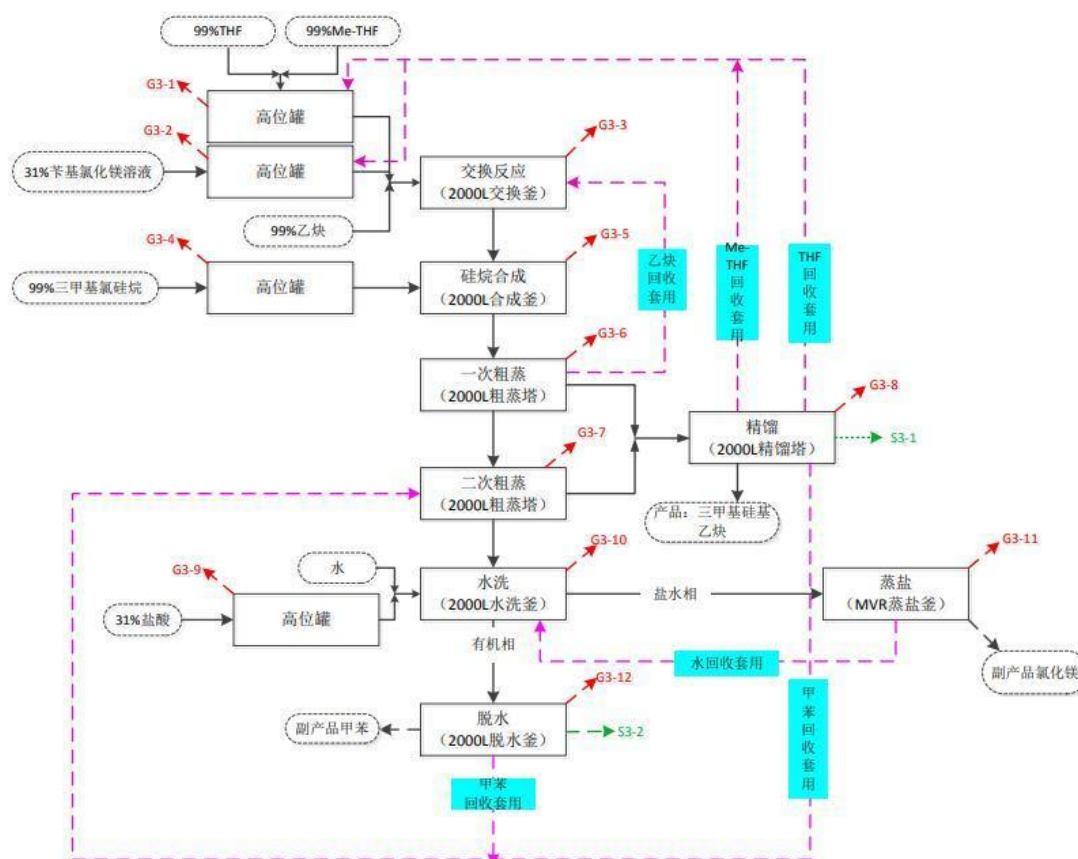 99%THF
99%Me-THF
G3-1
高位罐
G3-2
G3-3
31%苄基氯化镁溶液
高位罐
交换反应
（2000L交换釜）
99%乙炔
G3-4
G3-5
99%三甲基氯硅烷
高位罐
硅烷合成
（2000L合成釜）
乙炔
回收
套用
Me-
THF
回
收
套
用
THF
回
收
套
用
G3-6
一次粗蒸
（2000L粗蒸塔）
G3-8
精馏
（2000L精馏塔）
S3-1
G3-7
二次粗蒸
（2000L粗蒸塔）
产品：三甲基硅基
乙炔
G3-9
水
G3-10
G3-11
31%盐酸
高位罐
水洗
（2000L水洗釜）
盐水相
蒸盐
（MVR蒸盐釜）
有机相
水回收套用
副产品氯化镁
G3-12
甲
苯
回
收
套
用
副产品甲苯
脱水
（2000L脱水釜）
S3-2
甲苯
回收套用